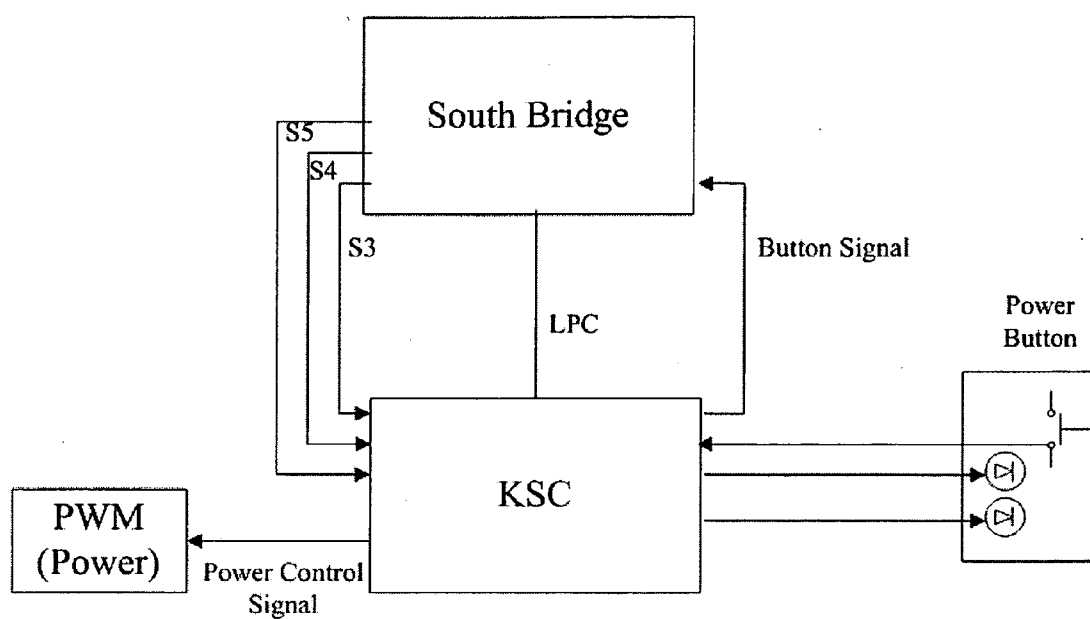 South Bridge
S5
S4
S3
Button Signal
LPC
Power
Button
KSC
PWM
(Power)
Power Control
Signal